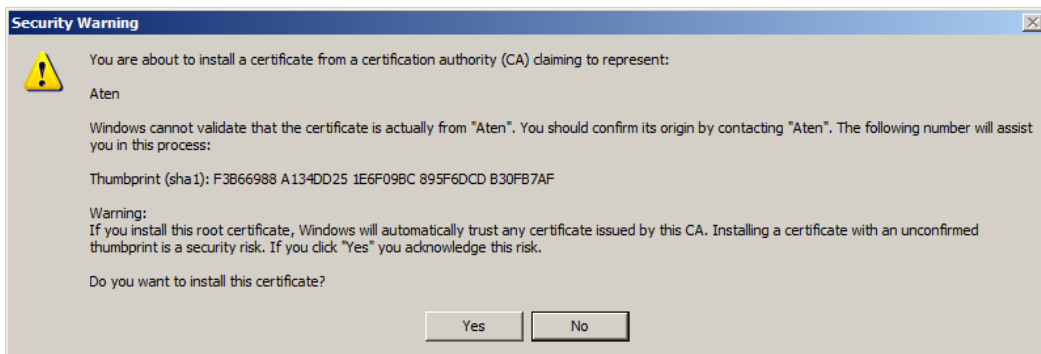 Security Warning
You are about to install a certificate from a certification authority (CA) claiming to represent:
Aten
Windows cannot validate that the certificate is actually from "Aten". You should confirm its origin by contacting "Aten". The following number will assist
you in this process:
Thumbprint (sha1): F3B66988 A134DD25 1E6F09BC 895F6DCD B30FB7AF
Warning:
If you install this root certificate, Windows will automatically trust any certificate issued by this CA. Installing a certificate with an unconfirmed
thumbprint is a security risk. If you click "Yes" you acknowledge this risk.
Do you want to install this certificate?
Yes
No